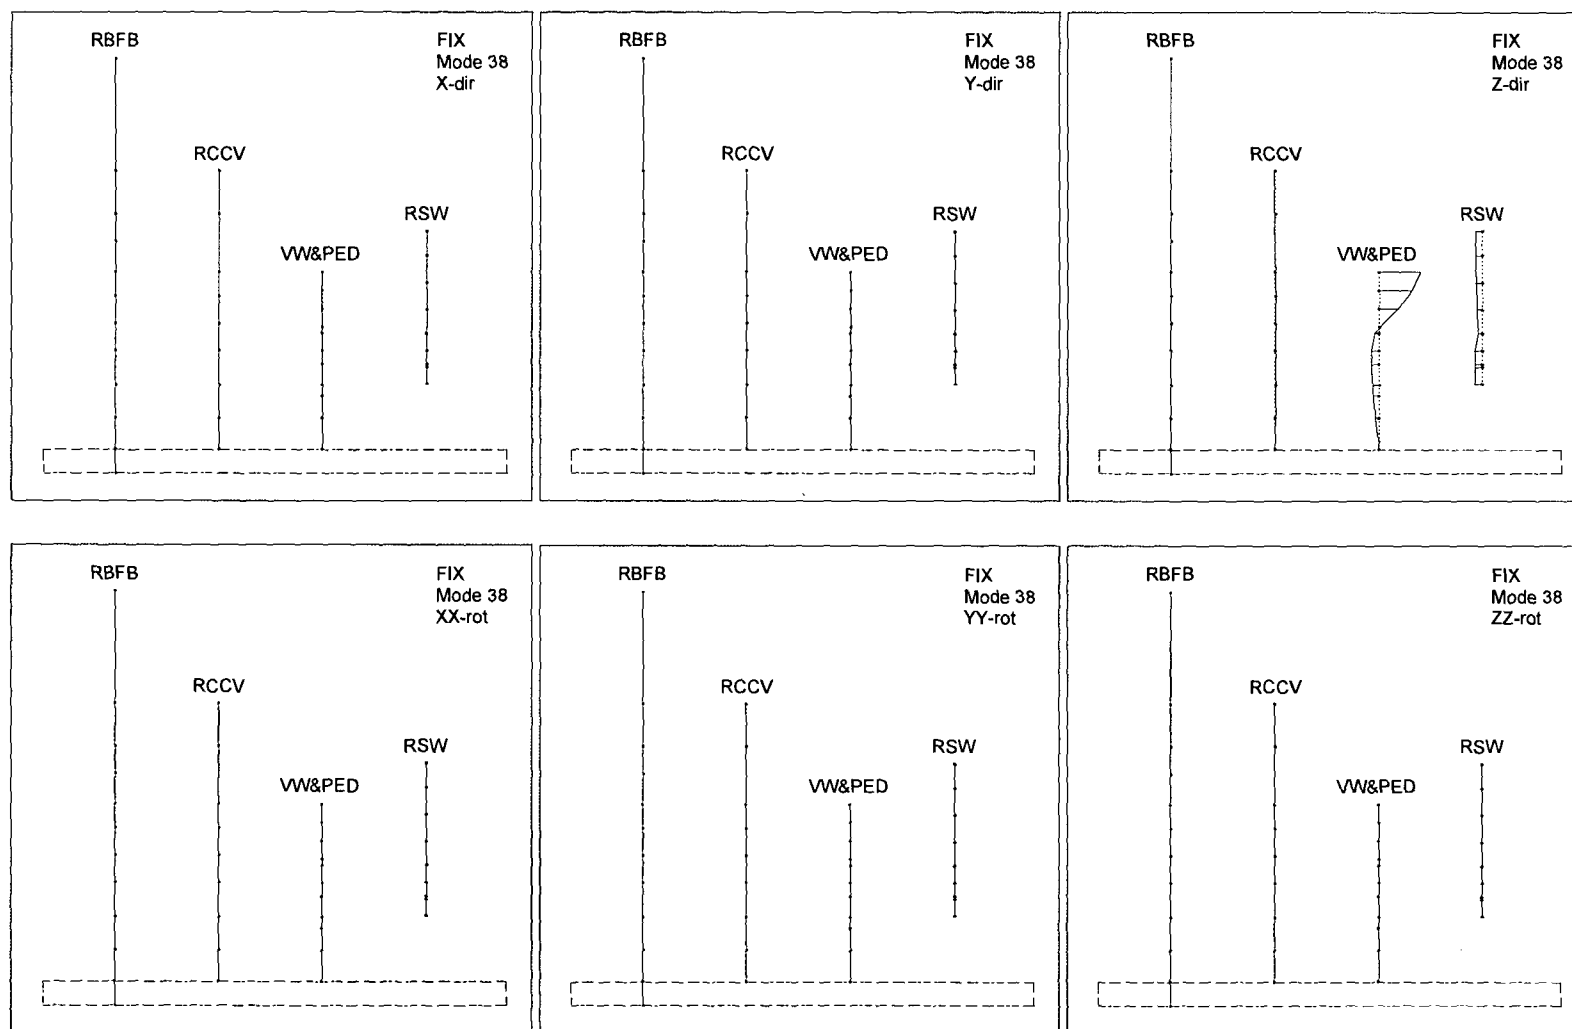 RBFB
FIX
Mode 38
X-dir
RCCV
RSW
VW&PED
RBFB
FIX
Mode 38
Y-dir
RCCV
RSW
VW&PED
RBFB
FIX
Mode 38
Z-dir
RCCV
RSW
VW&PED
RBFB
FIX
Mode 38
XX-rot
RCCV
RSW
VW&PED
RBFB
FIX
Mode 38
YY-rot
RCCV
RSW
VW&PED
RBFB
FIX
Mode 38
ZZ-rot
RCCV
RSW
VW&PED